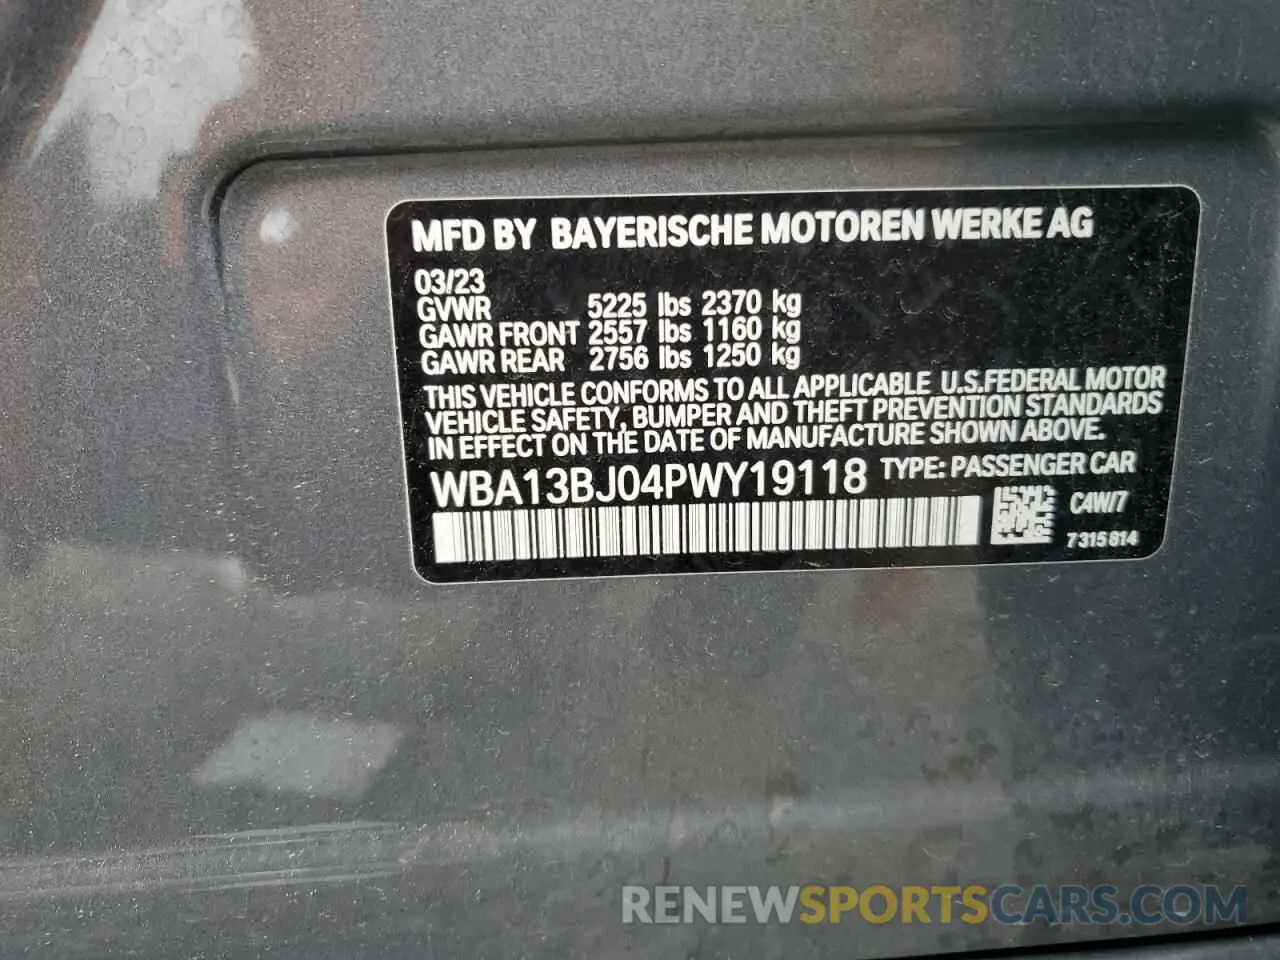 MFD BY BAYERISCHE MOTOREN WERKE AG
03/23
GVWR 5225 lbs 2370 kg
GAWR FRONT 2557 lbs 1160 kg
GAWR REAR 2756 lbs 1250 kg
THIS VEHICLE CONFORMS TO ALL APPLICABLE U.S.FEDERAL MOTOR
VEHICLE SAFETY, BUMPER AND THEFT PREVENTION STANDARDS
IN EFFECT ON THE DATE OF MANUFACTURE SHOWN ABOVE.
WBA13BJ04PWY19118 TYPE: PASSENGER CAR
C4W/7
7315814
RENEWSPORTSCARS.COM